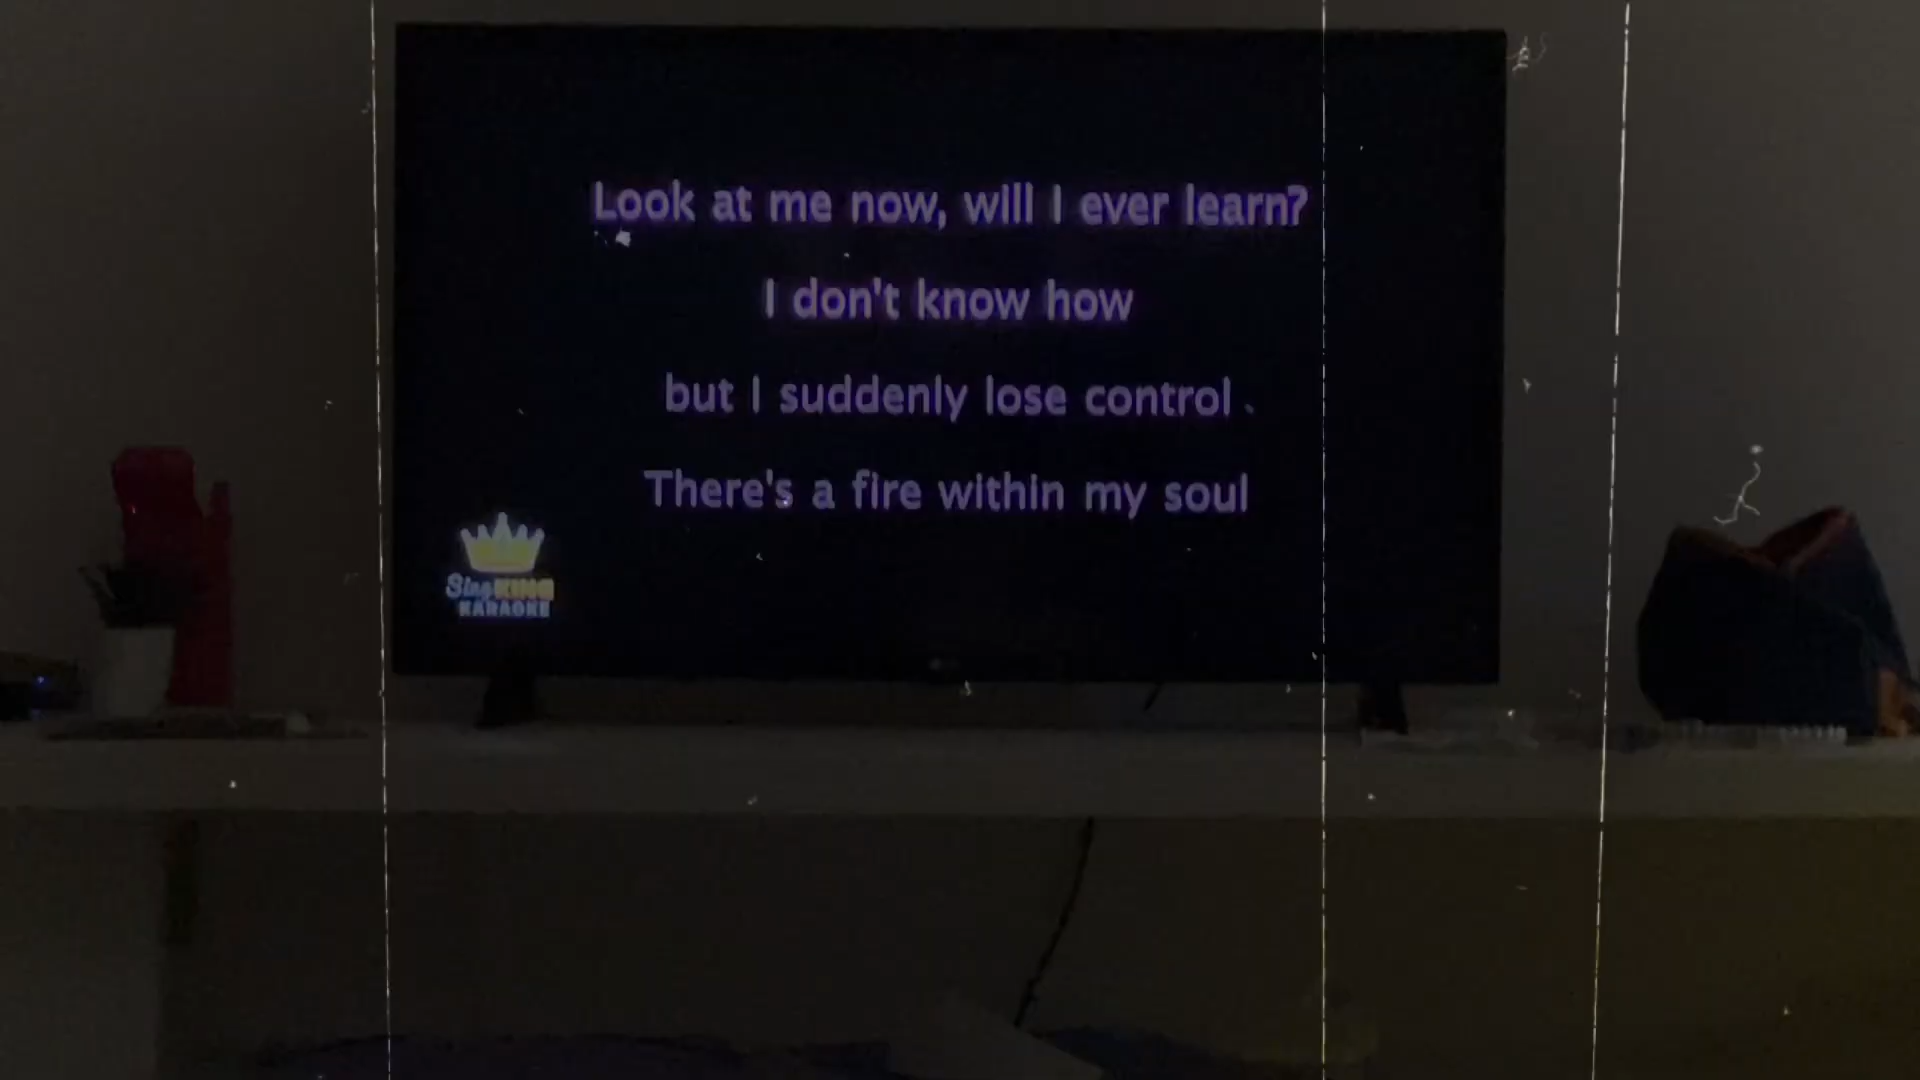 Look at me now, will I ever learn?
I don't know how
but I suddenly lose control
There's a fire within my soul
Sing KING
KARAOKE